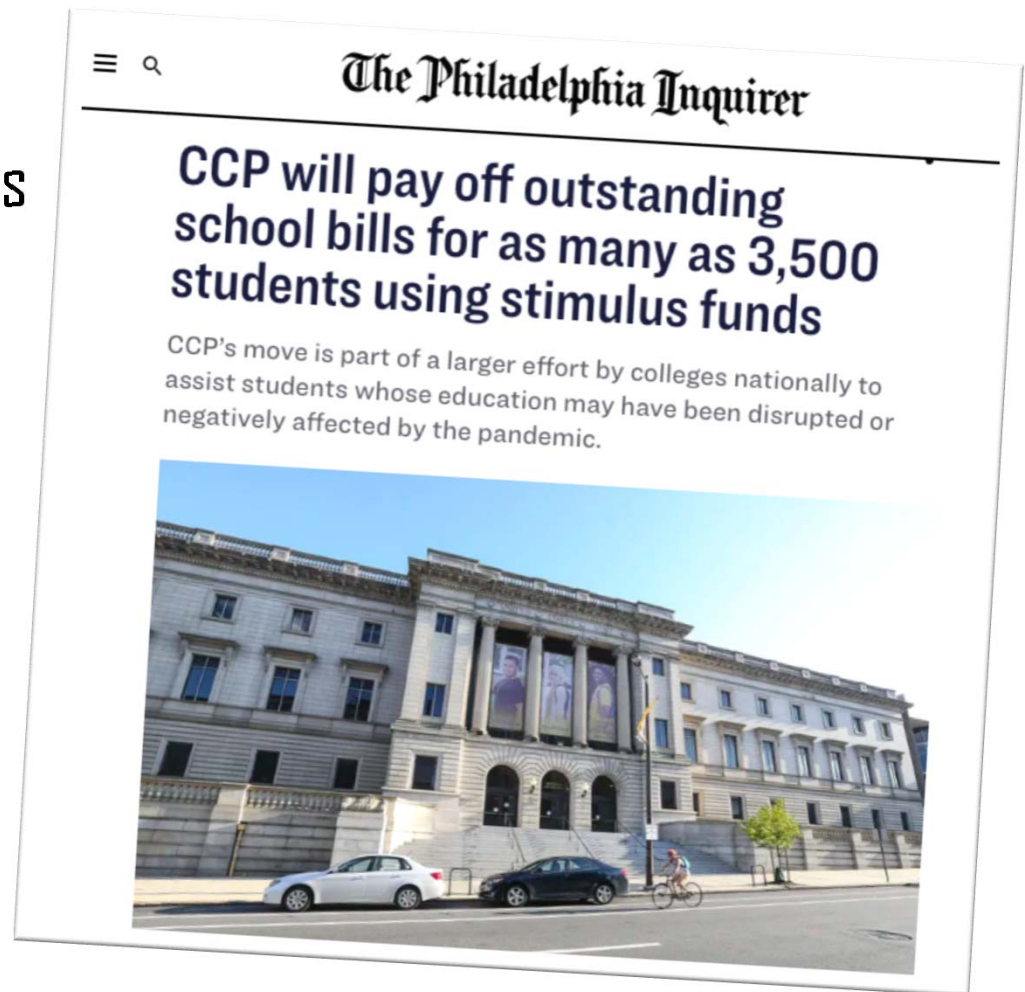 The Philadelphia Inquirer
CCP will pay off outstanding
school bills for as many as 3,500
students using stimulus funds
CCP's move is part of a larger effort by colleges nationally to
assist students whose education may have been disrupted or
negatively affected by the pandemic.
s